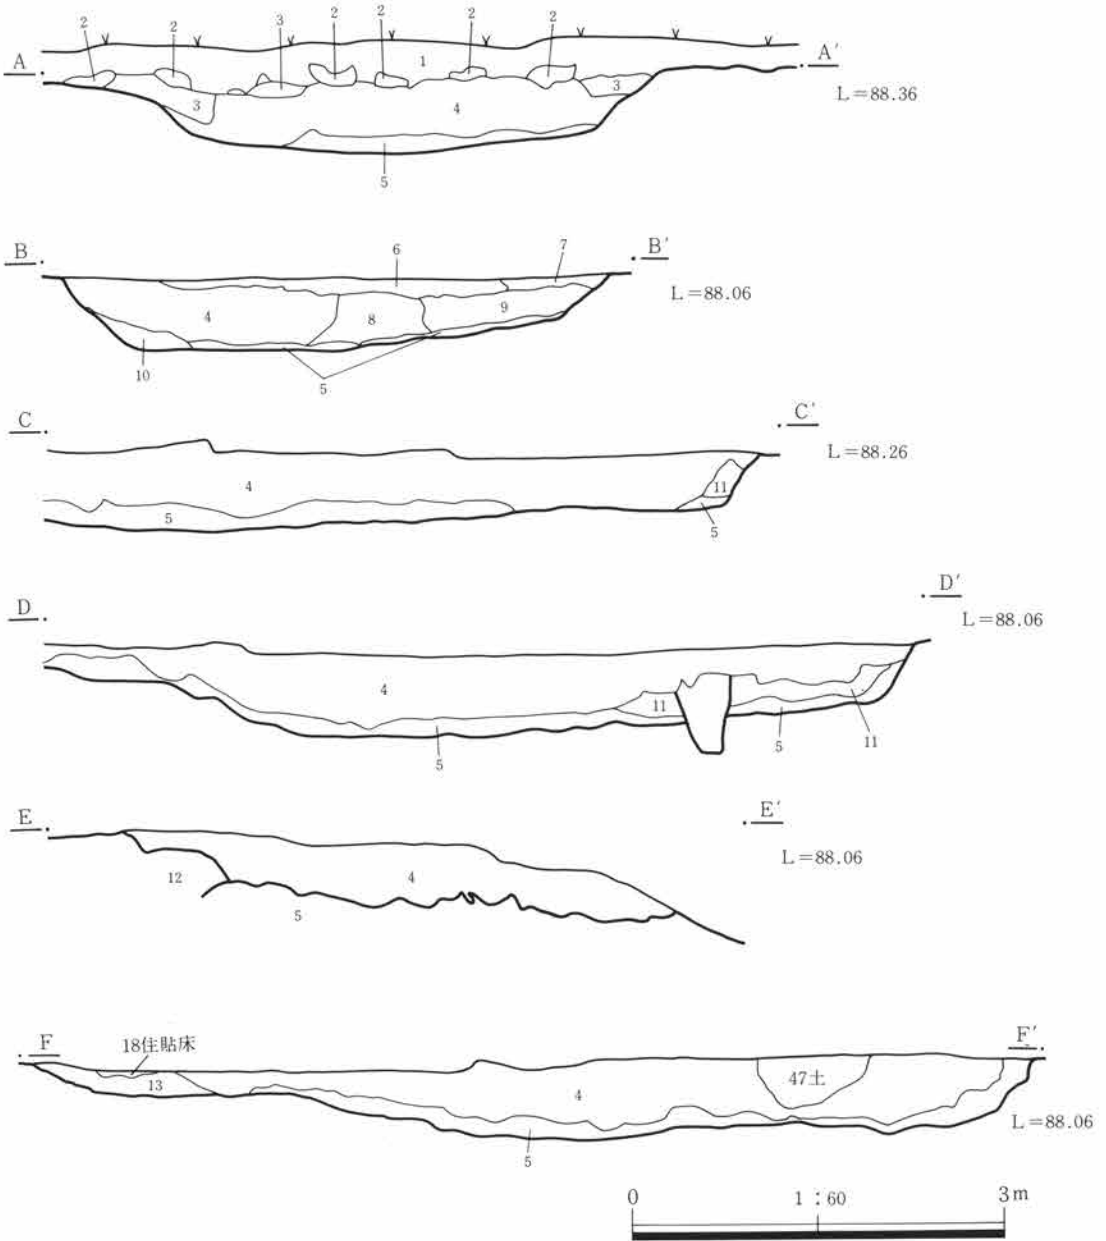 2 2 3 2 2 2 2
A 1 A′
3 3 4
L=88.36
5
B 6 7 B′
L=88.06
4 8 9
10 5
C C′
4 L=88.26
11
5 5
D D′
L=88.06
4
11
5 5 11
E E′
L=88.06
12 4
5
F 18住貼床 F′
13 4 47土
L=88.06
5
0 1:60 3m